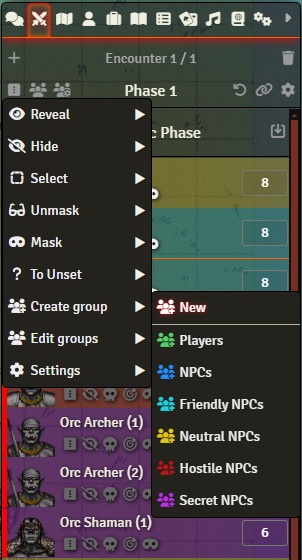 Encounter 1 / 1
Phase 1
Reveal
Phase
Hide
8
Select
Unmask
8
Mask
To Unset
8
Create group
New
Edit groups
Players
Settings
NPCs
Friendly NPCs
Orc Archer (1)
Neutral NPCs
Orc Archer (2)
Hostile NPCs
Secret NPCs
Orc Shaman (1)
6